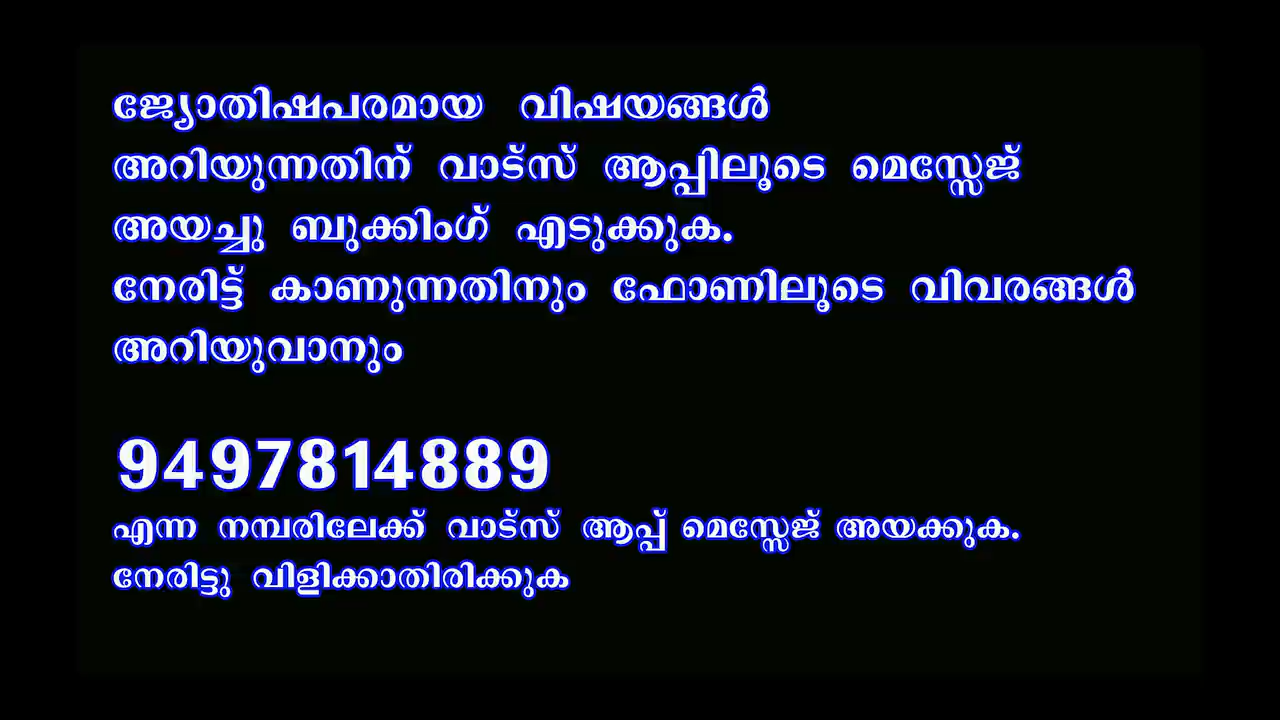 ജ്യോതിഷപരമായ വിഷയങ്ങൾ
അറിയുന്നതിന് വാട്സ് ആപ്പിലൂടെ മെസ്സേജ്
അയച്ചു ബുക്കിംഗ് എടുക്കുക.
നേരിട്ട് കാണുന്നതിനും ഫോണിലൂടെ വിവരങ്ങൾ
അറിയുവാനും
9497814889
എന്ന നമ്പരിലേക്ക് വാട്സ് ആപ്പ് മെസ്സേജ് അയക്കുക.
നേരിട്ടു വിളിക്കാതിരിക്കുക